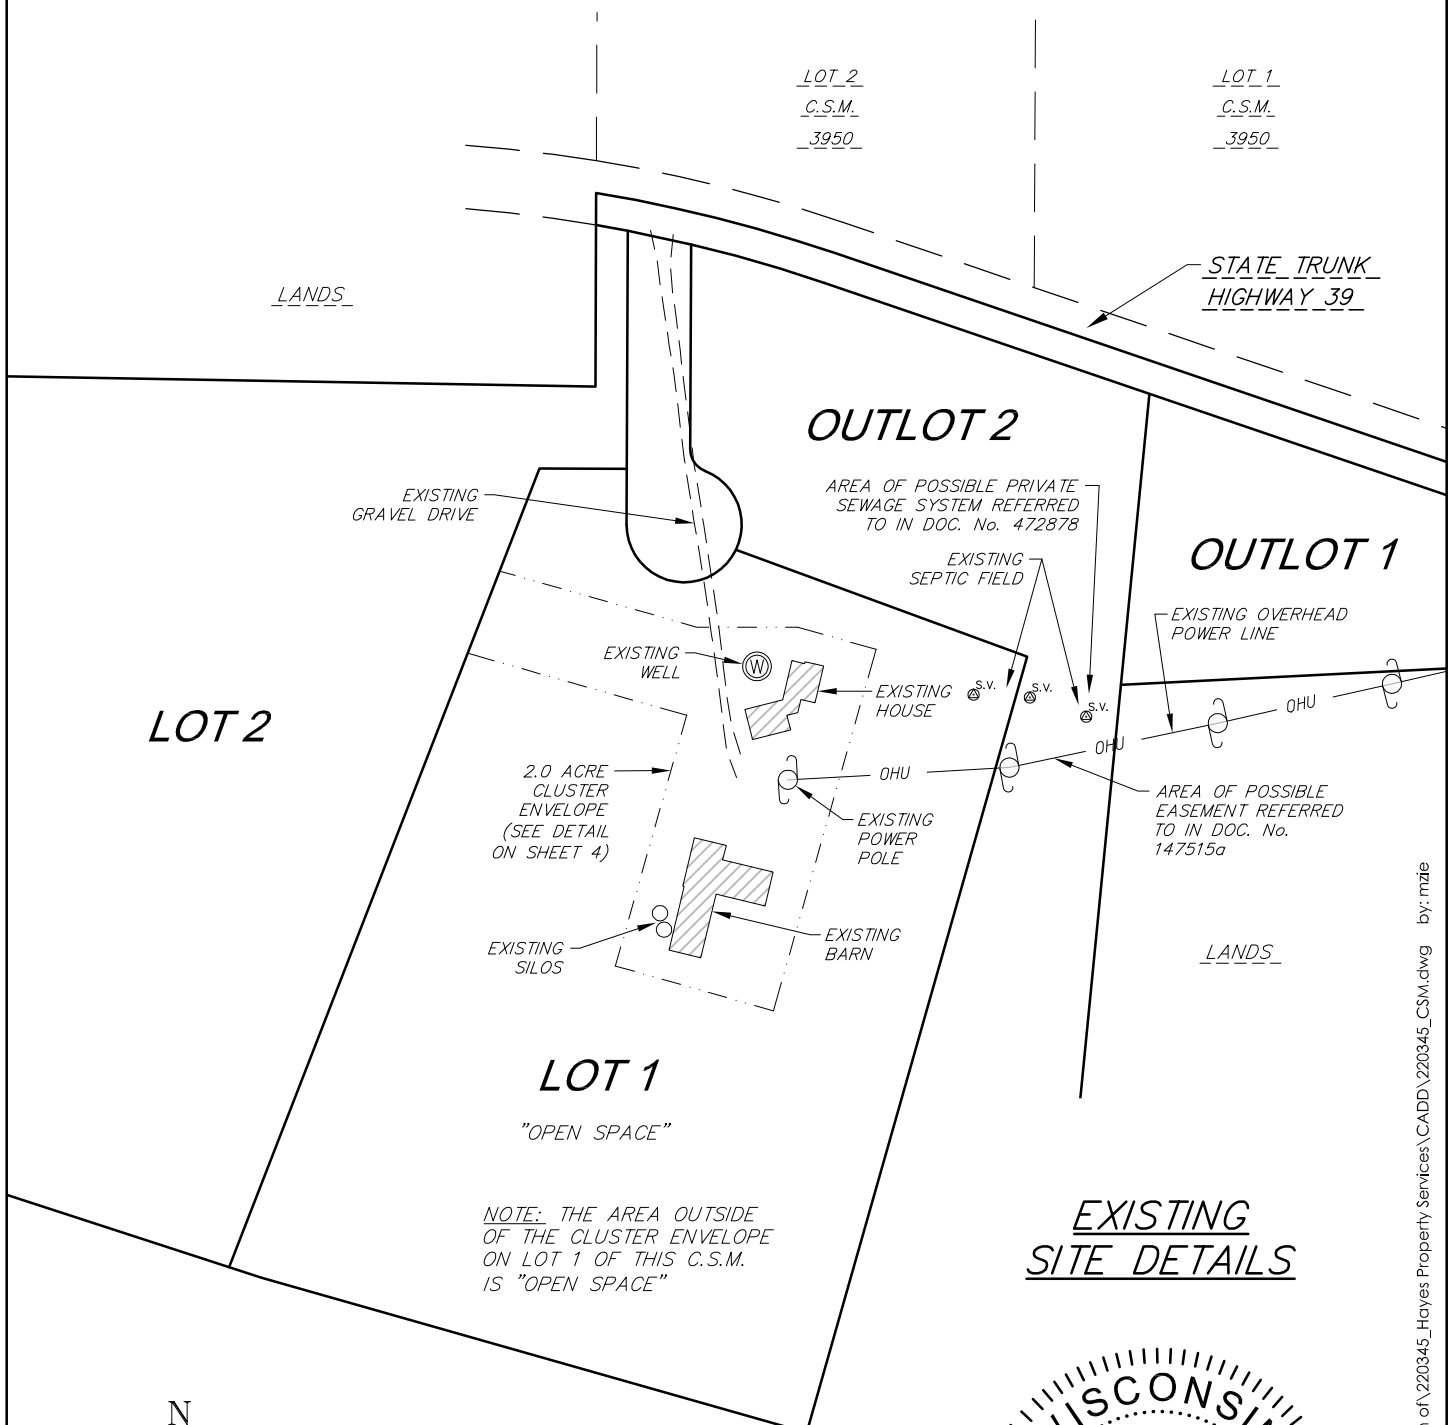 LOT 2
C.S.M.
3950
LOT 1
C.S.M.
3950
STATE TRUNK
HIGHWAY 39
LANDS
OUTLOT 2
EXISTING
GRAVEL DRIVE
AREA OF POSSIBLE PRIVATE
SEWAGE SYSTEM REFERRED
TO IN DOC. No. 472878
OUTLOT 1
EXISTING
SEPTIC FIELD
EXISTING OVERHEAD
POWER LINE
EXISTING
WELL
W
EXISTING
HOUSE
S.V.
S.V.
S.V.
OHU
OHU
OHU
LOT 2
2.0 ACRE
CLUSTER
ENVELOPE
(SEE DETAIL
ON SHEET 4)
EXISTING
POWER
POLE
AREA OF POSSIBLE
EASEMENT REFERRED
TO IN DOC. No.
147515a
EXISTING
SILOS
EXISTING
BARN
LANDS
LOT 1
"OPEN SPACE"
NOTE: THE AREA OUTSIDE
OF THE CLUSTER ENVELOPE
ON LOT 1 OF THIS C.S.M.
IS "OPEN SPACE"
EXISTING
SITE DETAILS
N
of\220345_Hayes Property Services\CADD\220345_CSM.dwg by: mzie